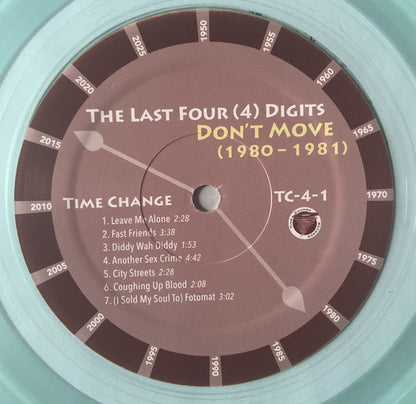 THE LAST FOUR (4) DIGITS
DON'T MOVE
(1980 – 1981)
TIME CHANGE
TC-4-1
1. Leave Me Alone 2:28
2. Fast Friends 3:38
3. Diddy Wah Diddy 1:53
4. Another Sex Crime 4:42
5. City Streets 2:28
6. Coughing Up Blood 2:08
7. (I Sold My Soul To) Fotomat 3:02
1950
1955
1960
1965
1970
1975
1980
1985
1990
1995
2000
2005
2010
2015
2020
2025